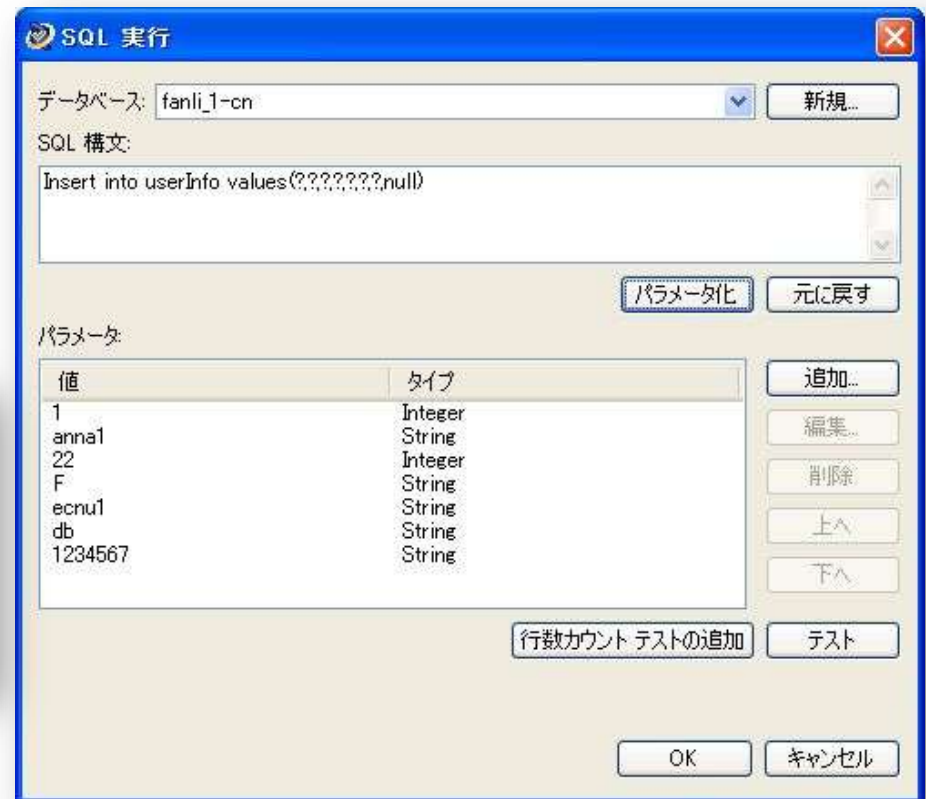 SQL 実行
データベース: fanli_1-cn 新規...
SQL 構文:
Insert into userInfo values(?,?,?,?,?,?,?,null)
パラメータ化 元に戻す
パラメータ:
値 タイプ 追加...
1 Integer
anna1 String 編集...
22 Integer
F String 削除
ecnu1 String
db String 上へ
1234567 String
下へ
行数カウント テストの追加 テスト
OK キャンセル